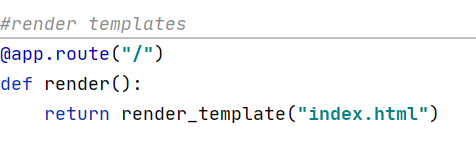 #render templates
@app.route("/")
def render():
    return render_template("index.html")